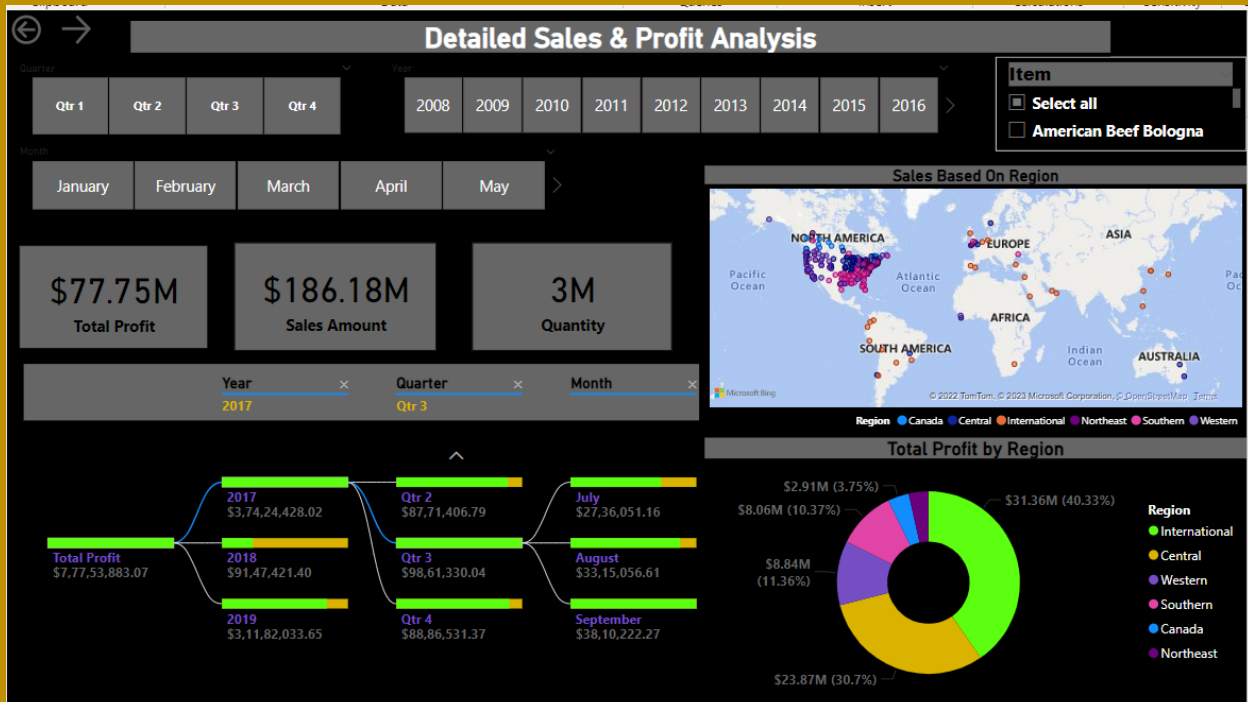 Detailed Sales & Profit Analysis
Quarter
Qtr 1
Qtr 2
Qtr 3
Qtr 4
Year
2008
2009
2010
2011
2012
2013
2014
2015
2016
Item
Select all
American Beef Bologna
Month
January
February
March
April
May
$77.75M
Total Profit
$186.18M
Sales Amount
3M
Quantity
Sales Based On Region
NORTH AMERICA
EUROPE
ASIA
Pacific
Ocean
Atlantic
Ocean
AFRICA
SOUTH AMERICA
Indian
Ocean
AUSTRALIA
Microsoft Bing
© 2022 TomTom, © 2023 Microsoft Corporation, © OpenStreetMap Terms
Region Canada Central International Northeast Southern Western
Year
2017
Quarter
Qtr 3
Month
Total Profit
$7,77,53,883.07
2017
$3,74,24,428.02
2018
$91,47,421.40
2019
$3,11,82,033.65
Qtr 2
$87,71,406.79
Qtr 3
$98,61,330.04
Qtr 4
$88,86,531.37
July
$27,36,051.16
August
$33,15,056.61
September
$38,10,222.27
Total Profit by Region
$2.91M (3.75%)
$8.06M (10.37%)
$8.84M
(11.36%)
$23.87M (30.7%)
$31.36M (40.33%)
Region
International
Central
Western
Southern
Canada
Northeast